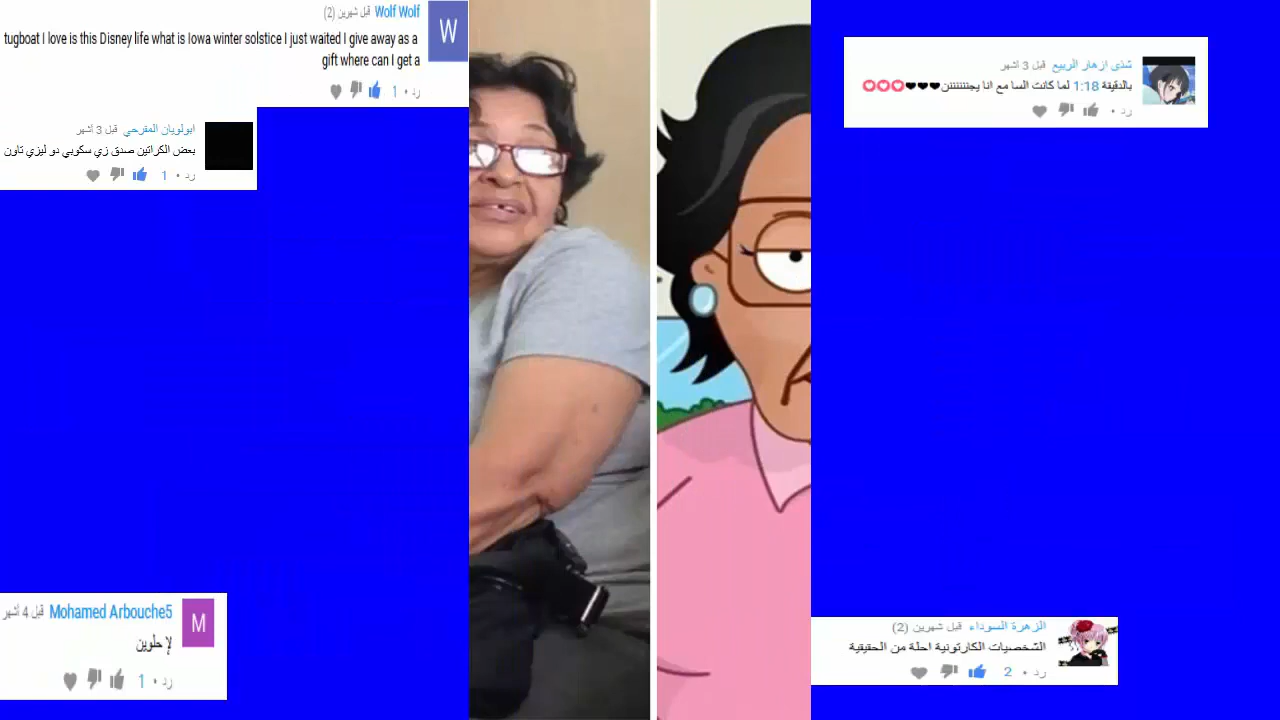 Wolf Wolf قبل شهرين (2)
W
tugboat I love is this Disney life what is Iowa winter solstice I just waited I give away as a
gift where can I get a
رد • 1
ابولويان المقرحي قبل 3 أشهر
بعض الكراتين صدق زي سكوبي دو ليزي تاون
رد • 1
شذى ازهار الربيع قبل 3 أشهر
بالدقيقة 1:18 لما كانت السا مع انا يجنننننن🖤🖤🖤💗💗💗
رد •
Mohamed Arbouche5 قبل 4 أشهر
M
لإ حلوين
رد • 1
الزهرة السوداء قبل شهرين (2)
الشخصيات الكارتونية احلة من الحقيقية
رد • 2